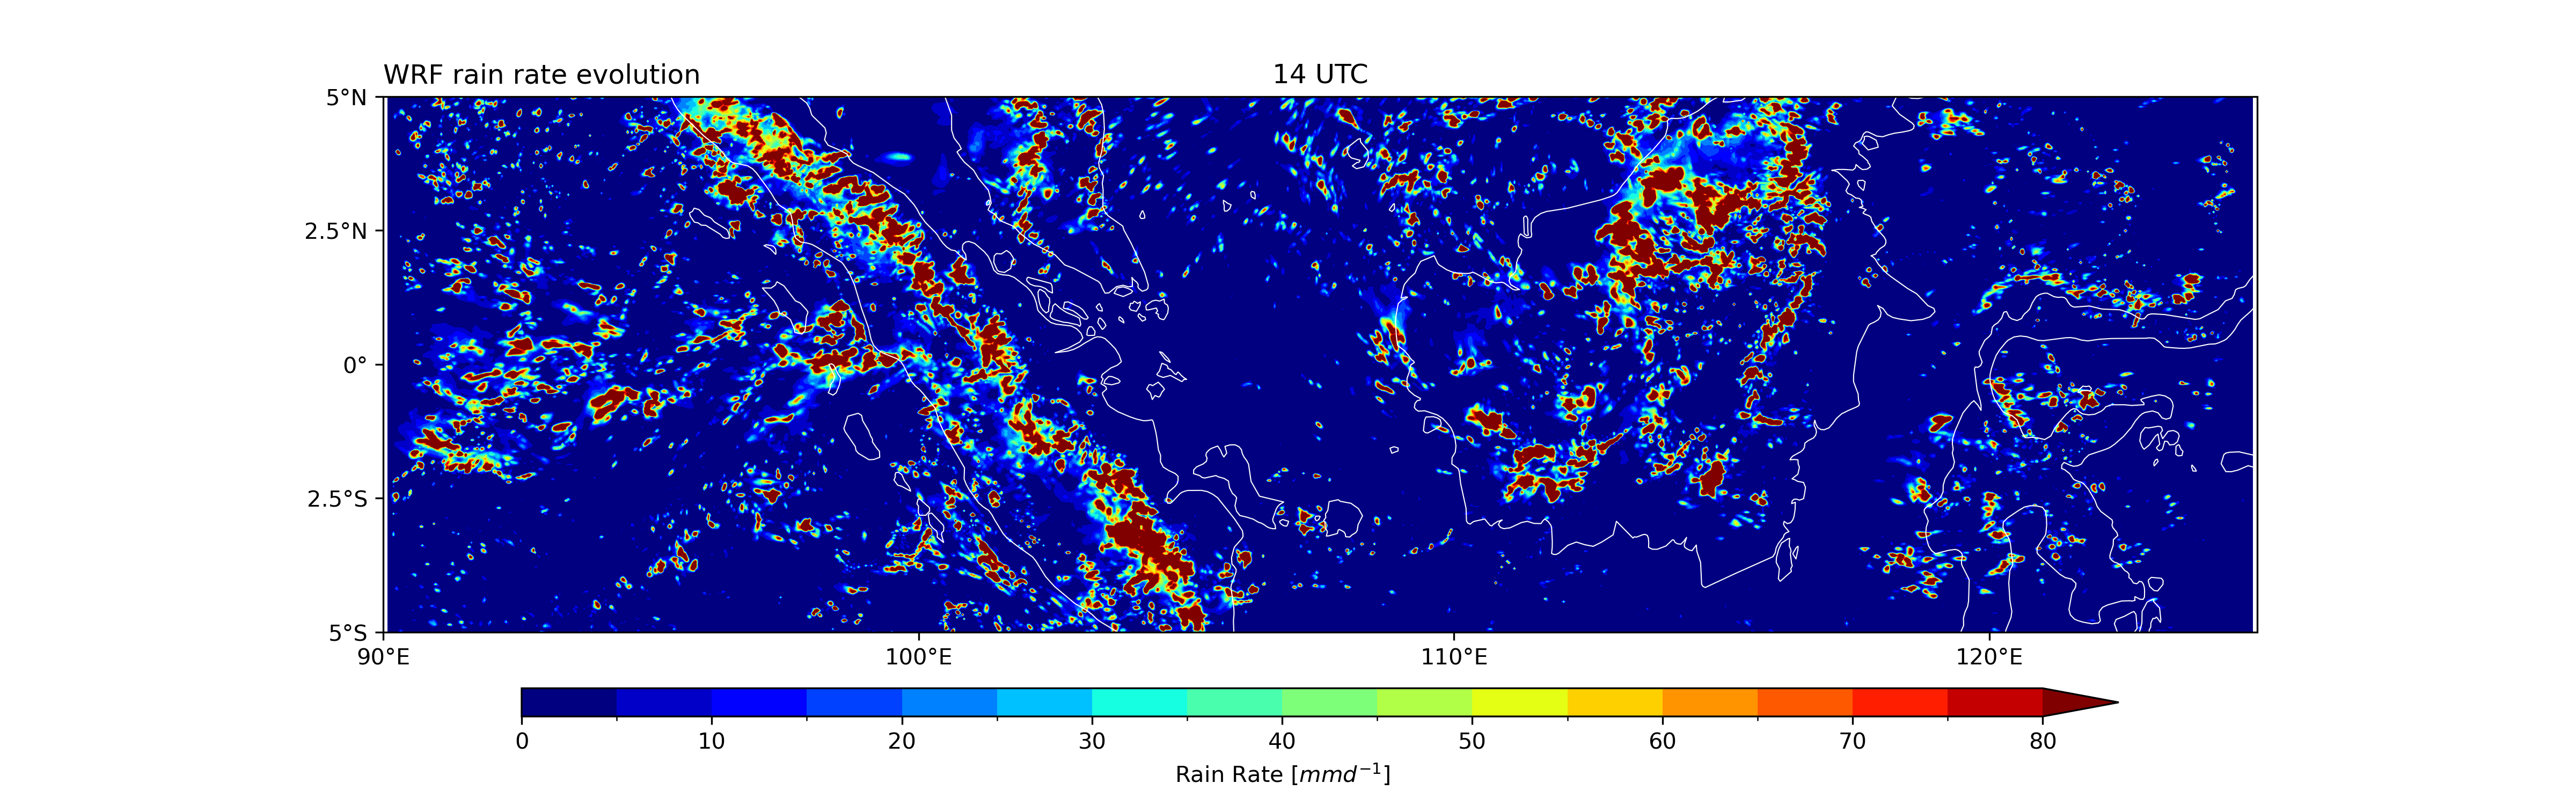 WRF rain rate evolution
14 UTC
5°N
2.5°N
0°
2.5°S
5°S
90°E 100°E 110°E 120°E
0 10 20 30 40 50 60 70 80
Rain Rate [mmd⁻¹]